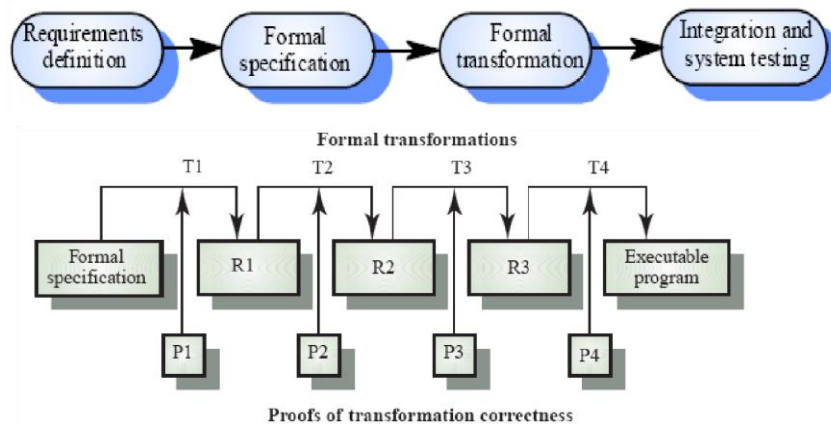 Requirements
definition
Formal
specification
Formal
transformation
Integration and
system testing
Formal transformations
T1
T2
T3
T4
Formal
specification
R1
R2
R3
Executable
program
P1
P2
P3
P4
Proofs of transformation correctness